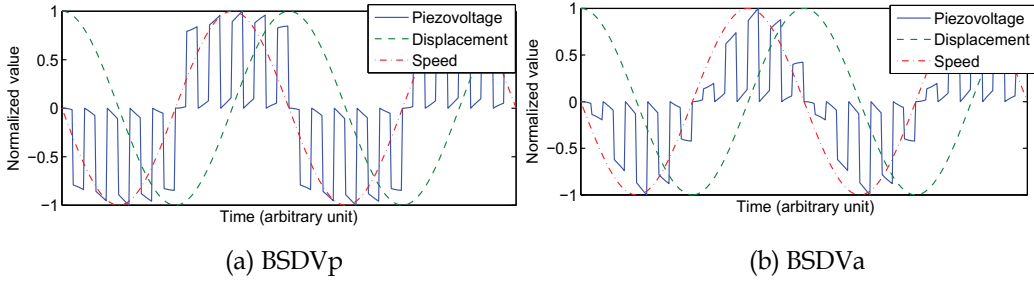 1
0.5
0
−0.5
−1
Normalized value
Time (arbitrary unit)
Piezovoltage
Displacement
Speed
(a) BSDVp
1
0.5
0
−0.5
−1
Normalized value
Time (arbitrary unit)
Piezovoltage
Displacement
Speed
(b) BSDVa